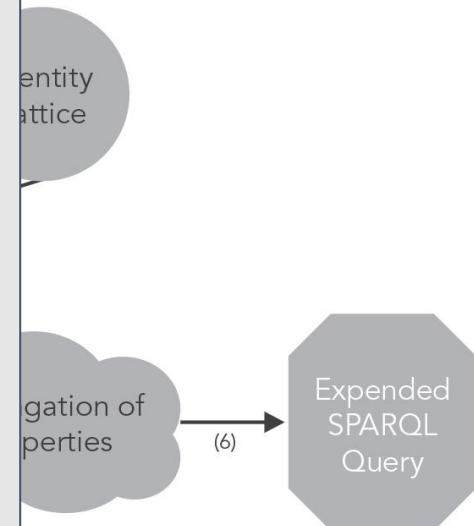 entity
attice
gation of
perties
(6)
Expended
SPARQL
Query